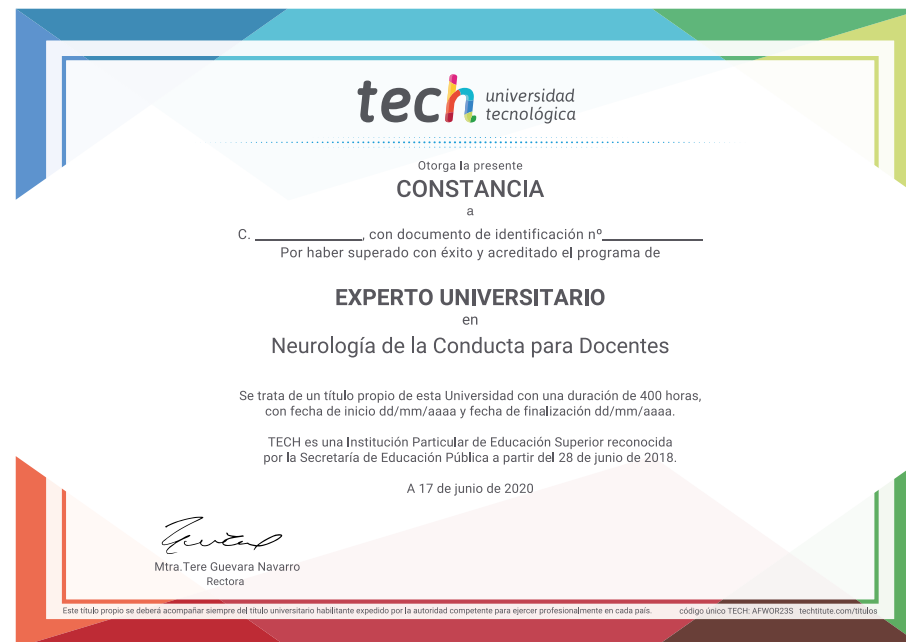 tech universidad
tecnológica
Otorga la presente
CONSTANCIA
a
C. ____________, con documento de identificación nº____________
Por haber superado con éxito y acreditado el programa de
EXPERTO UNIVERSITARIO
en
Neurología de la Conducta para Docentes
Se trata de un título propio de esta Universidad con una duración de 400 horas,
con fecha de inicio dd/mm/aaaa y fecha de finalización dd/mm/aaaa.
TECH es una Institución Particular de Educación Superior reconocida
por la Secretaría de Educación Pública a partir del 28 de junio de 2018.
A 17 de junio de 2020
Mtra.Tere Guevara Navarro
Rectora
Este título propio se deberá acompañar siempre del título universitario habilitante expedido por la autoridad competente para ejercer profesionalmente en cada país. código único TECH: AFWOR23S techtitute.com/titulos